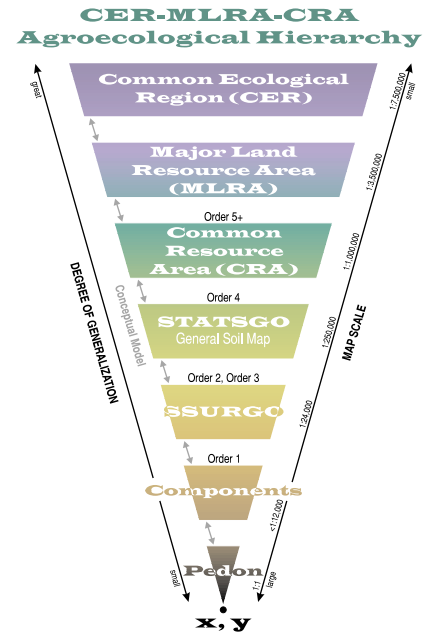 CER-MLRA-CRA
Agroecological Hierarchy
great
small
1:7,500,000
Common Ecological
Region (CER)
Major Land
Resource Area
(MLRA)
1:3,500,000
Order 5+
Common
Resource
Area (CRA)
1:1,000,000
DEGREE OF GENERALIZATION
Conceptual Model
MAP SCALE
Order 4
STATSGO
General Soil Map
1:250,000
Order 2, Order 3
SSURGO
1:24,000
Order 1
Components
<1:12,000
Pedon
small
1:1
large
x, y